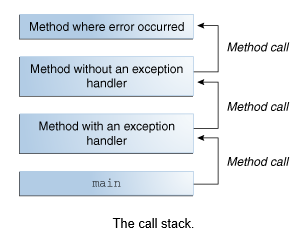 Method where error occurred
Method call
Method without an exception
handler
Method call
Method with an exception
handler
Method call
main
The call stack.